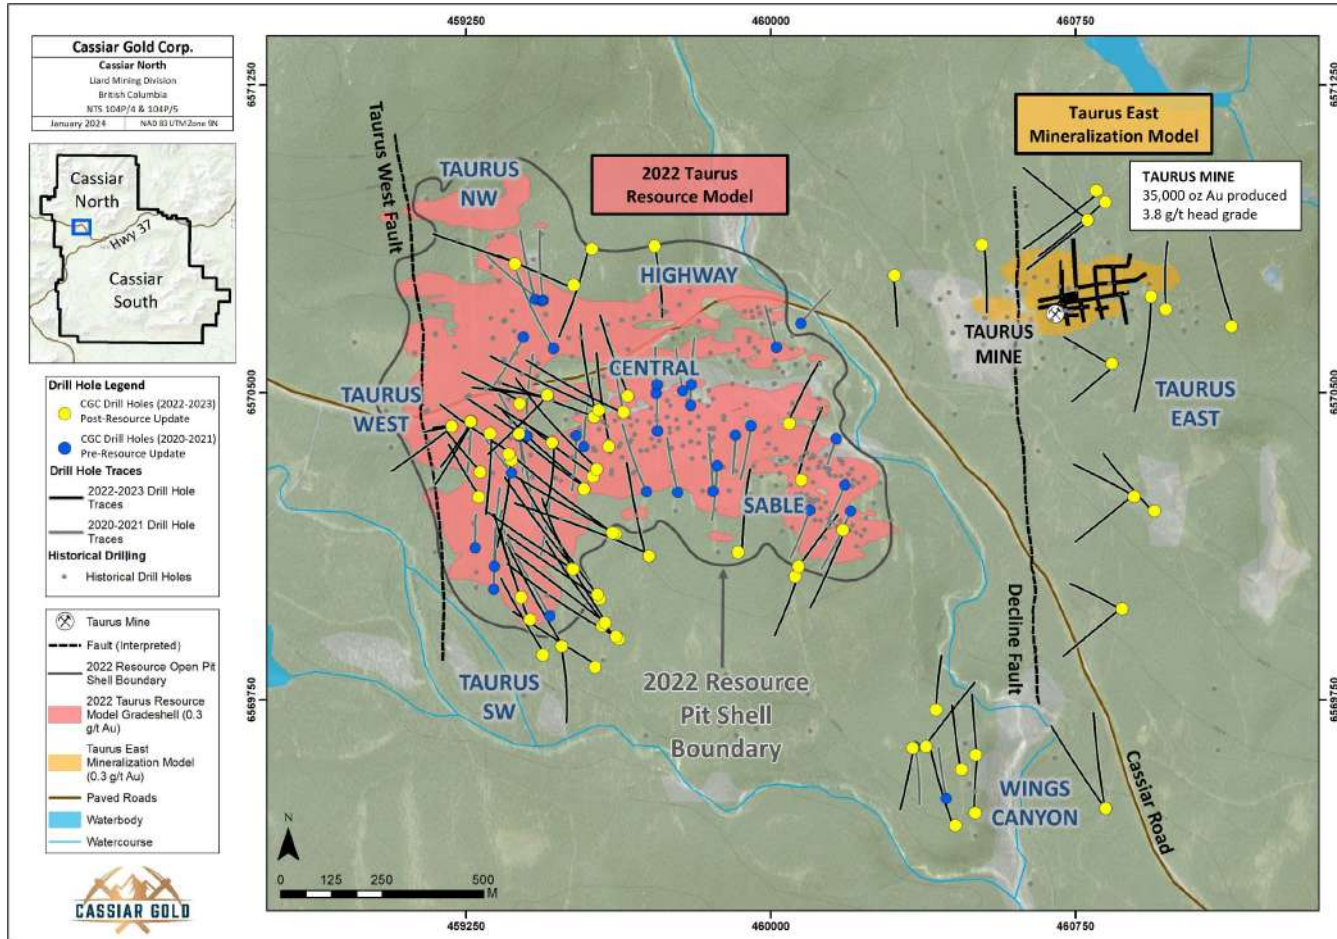 Cassiar Gold Corp.
Cassiar North
Liard Mining Division
British Columbia
NTS 104P/4 & 104P/5
January 2024
NAD 83 UTM Zone 9N
Cassiar
North
Hwy 37
Cassiar
South
Drill Hole Legend
CGC Drill Holes (2022-2023)
Post-Resource Update
CGC Drill Holes (2020-2021)
Pre-Resource Update
Drill Hole Traces
2022-2023 Drill Hole
Traces
2020-2021 Drill Hole
Traces
Historical Drilling
Historical Drill Holes
Taurus Mine
Fault (Interpreted)
2022 Resource Open Pit
Shell Boundary
2022 Taurus Resource
Model Gradeshell (0.3
g/t Au)
Taurus East
Mineralization Model
(0.3 g/t Au)
Paved Roads
Waterbody
Watercourse
CASSIAR GOLD
459250
460000
460750
6571250
6571250
6570500
6570500
6569750
6569750
459250
460000
460750
Taurus West Fault
TAURUS
NW
2022 Taurus
Resource Model
Taurus East
Mineralization Model
TAURUS MINE
35,000 oz Au produced
3.8 g/t head grade
HIGHWAY
TAURUS
MINE
CENTRAL
TAURUS
WEST
TAURUS
EAST
SABLE
Decline Fault
TAURUS
SW
2022 Resource
Pit Shell
Boundary
WINGS
CANYON
Cassiar Road
N
0 125 250 500
M